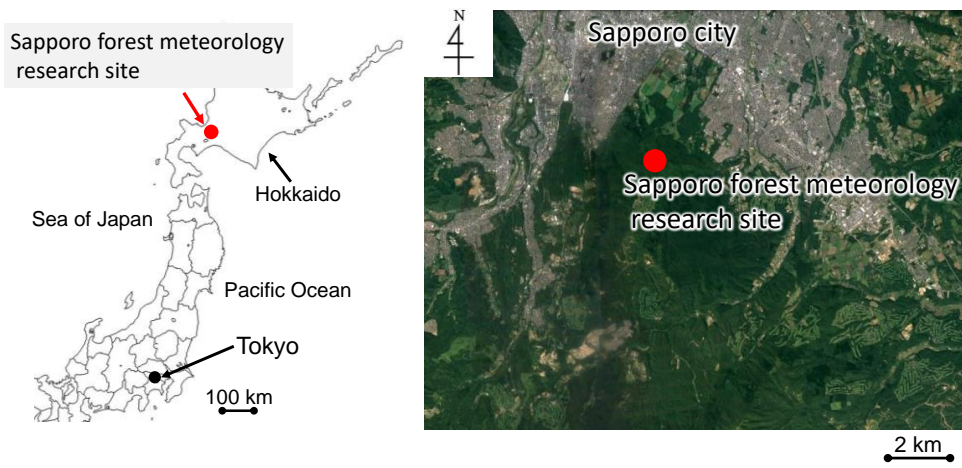 Sapporo forest meteorology
research site
Hokkaido
Sea of Japan
Pacific Ocean
Tokyo
100 km
N
Sapporo city
Sapporo forest meteorology
research site
2 km